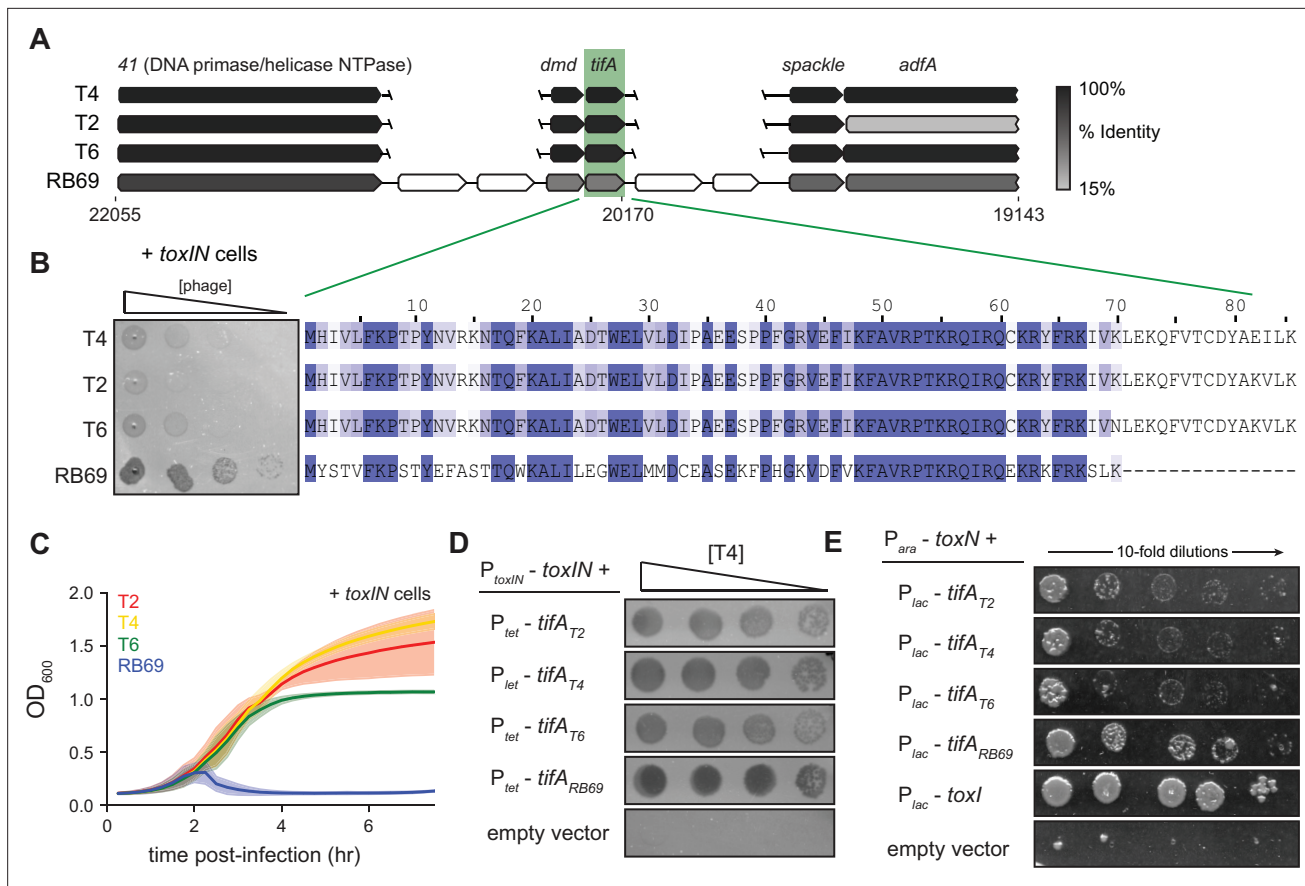 A
41 (DNA primase/helicase NTPase)
dmd tifA
spackle adfA
T4
T2
T6
RB69
100%
% Identity
15%
22055
20170
19143
B
+ toxIN cells
[phage]
10 20 30 40 50 60 70 80
T4 MHIVLFKPTPYNVRKNTQFKALIADTWELVLDIPAEESPPFGRVEFIKFAVRPTKRQIRQCKRYFRKIVKLEKQFVTCDYAEILK
T2 MHIVLFKPTPYNVRKNTQFKALIADTWELVLDIPAEESPPFGRVEFIKFAVRPTKRQIRQCKRYFRKIVKLEKQFVTCDYAKVLK
T6 MHIVLFKPTPYNVRKNTQFKALIADTWELVLDIPAEESPPFGRVEFIKFAVRPTKRQIRQCKRYFRKIVNLEKQFVTCDYAKVLK
RB69 MYSTVFKPSTYEFASTTQWKALILEGWELMMDCEASEKFPHGKVDFVKFAVRPTKRQIRQEKRKFRKSLK---------------
C
+ toxIN cells
T2
T4
T6
RB69
OD600
2.0
1.5
1.0
0.5
0.0
0 2 4 6
time post-infection (hr)
D
PtoxIN - toxIN +
[T4]
Ptet - tifAT2
Plet - tifAT4
Ptet - tifAT6
Ptet - tifARB69
empty vector
E
Para - toxN +
10-fold dilutions
Plac - tifAT2
Plac - tifAT4
Plac - tifAT6
Plac - tifARB69
Plac - toxI
empty vector